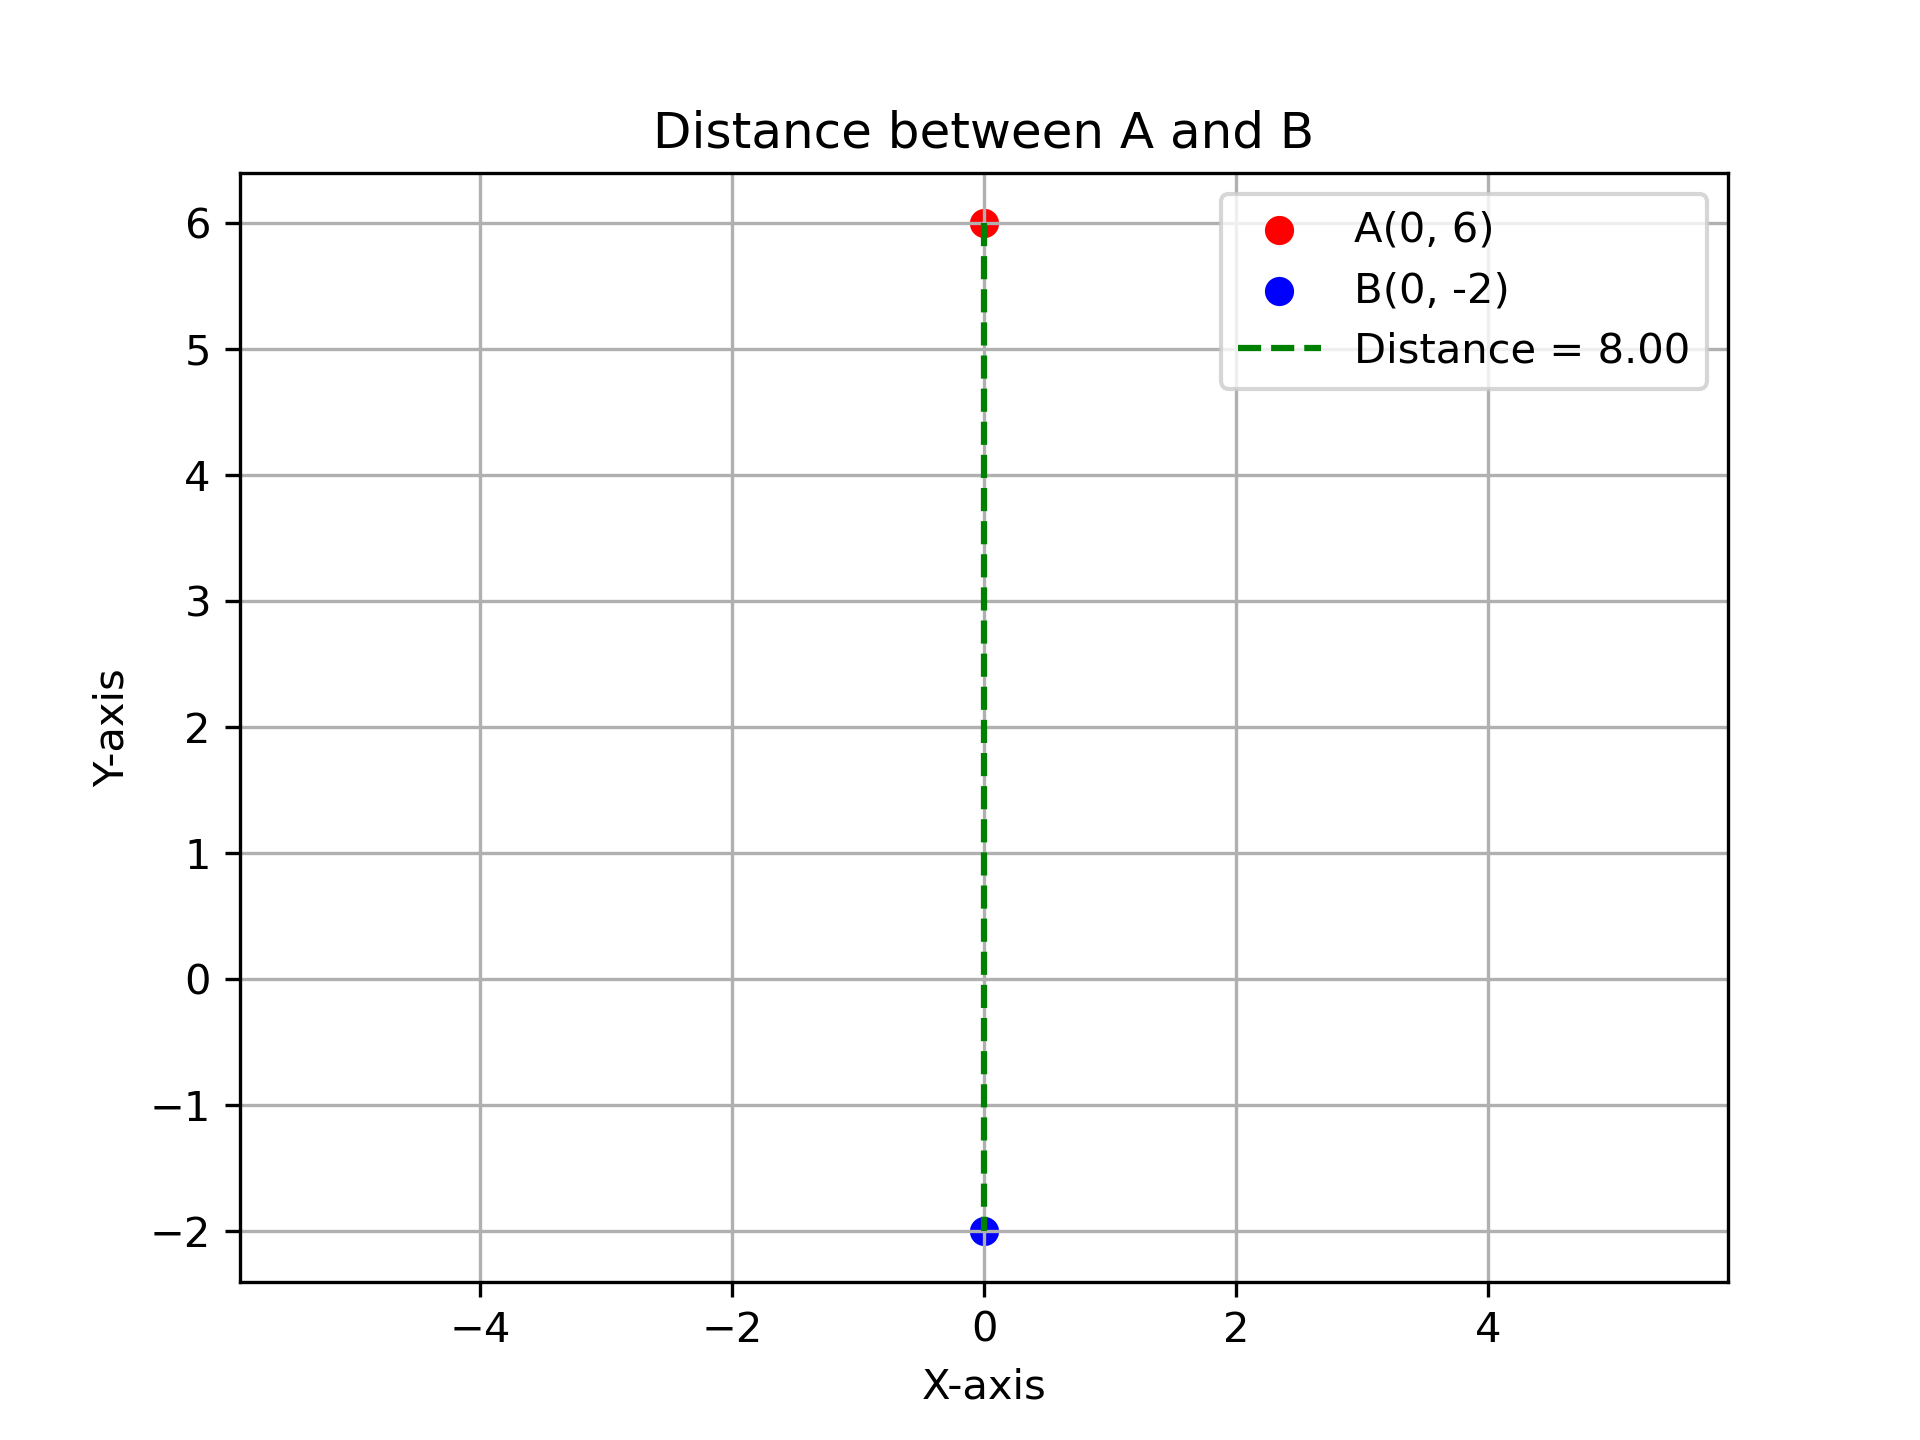 Distance between A and B
A(0, 6)
B(0, -2)
Distance = 8.00
Y-axis
6
5
4
3
2
1
0
−1
−2
−4 −2 0 2 4
X-axis